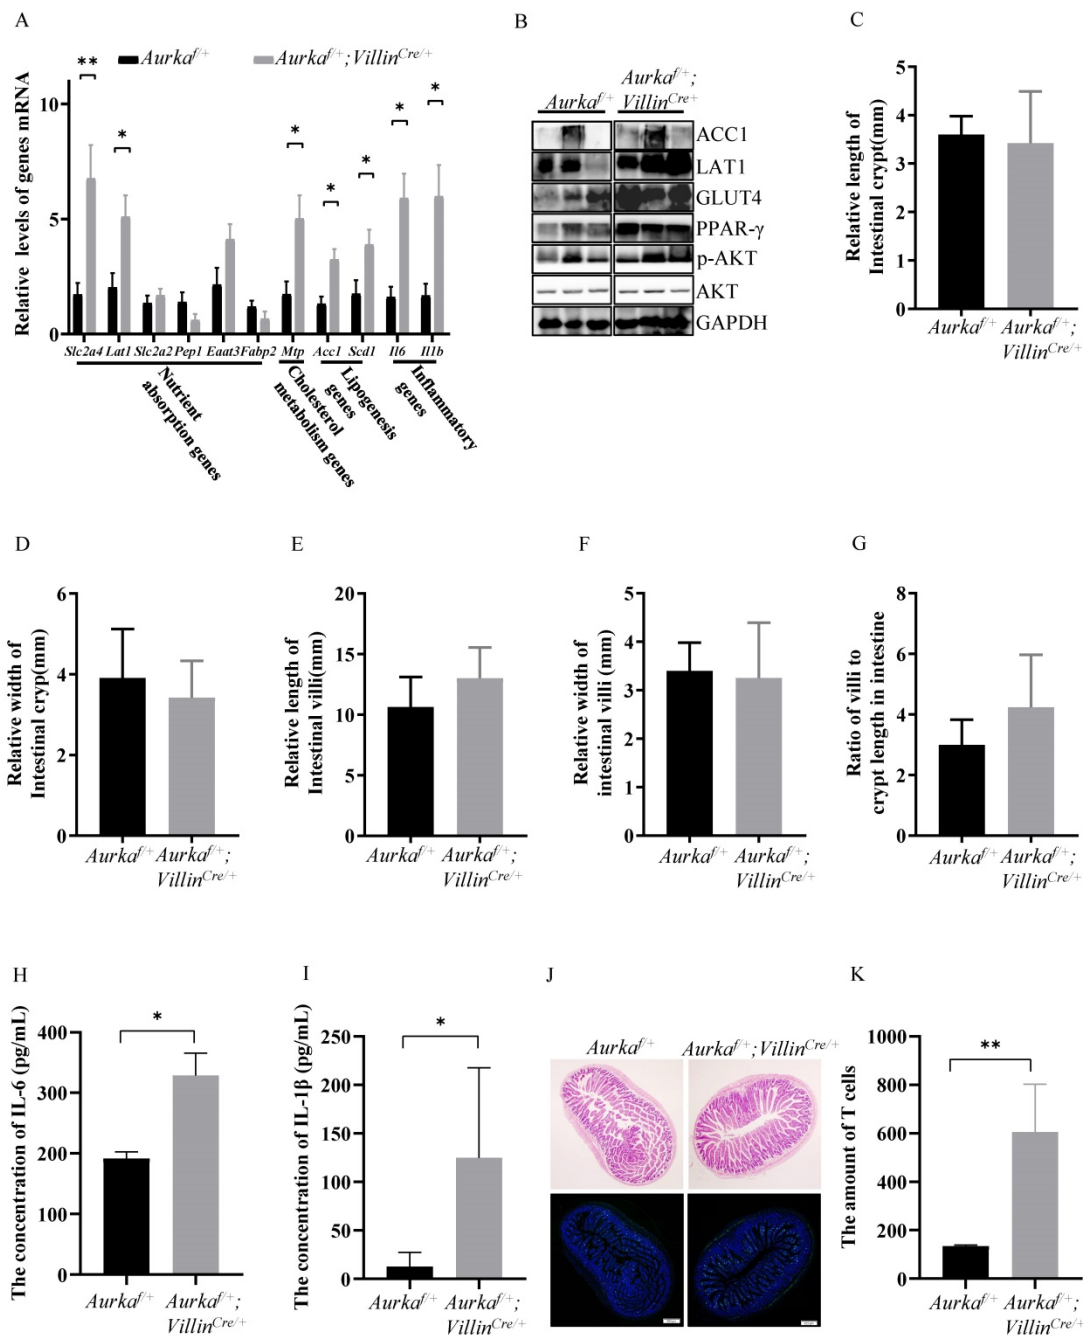 A
Aurka^f/+
Aurka^f/+;Villin^Cre/+
Relative levels of genes mRNA
10
5
0
**
*
*
*
*
*
*
Slc2a4 Lat1 Slc2a2 Pep1 Eaat3 Fabp2 Mtp Acc1 Scd1 Il6 Il1b
Nutrient
absorption genes
Cholesterol
metabolism genes
Lipogenesis
genes
Inflammatory
genes
B
Aurka^f/+
Aurka^f/+;
Villin^Cre/+
ACC1
LAT1
GLUT4
PPAR-γ
p-AKT
AKT
GAPDH
C
Relative length of
Intestinal crypt(mm)
5
4
3
2
1
0
Aurka^f/+
Aurka^f/+;
Villin^Cre/+
D
Relative width of
Intestinal cryp(mm)
6
4
2
0
Aurka^f/+
Aurka^f/+;
Villin^Cre/+
E
Relative length of
Intestinal villi(mm)
20
15
10
5
0
Aurka^f/+
Aurka^f/+;
Villin^Cre/+
F
Relative width of
intestinal villi (mm)
5
4
3
2
1
0
Aurka^f/+
Aurka^f/+;
Villin^Cre/+
G
Ratio of villi to
crypt length in intestine
8
6
4
2
0
Aurka^f/+
Aurka^f/+;
Villin^Cre/+
H
The concentration of IL-6 (pg/mL)
400
300
200
100
0
*
Aurka^f/+
Aurka^f/+;
Villin^Cre/+
I
The concentration of IL-1β (pg/mL)
250
200
150
100
50
0
*
Aurka^f/+
Aurka^f/+;
Villin^Cre/+
J
Aurka^f/+
Aurka^f/+;Villin^Cre/+
K
The amount of T cells
1000
800
600
400
200
0
**
Aurka^f/+
Aurka^f/+;
Villin^Cre/+